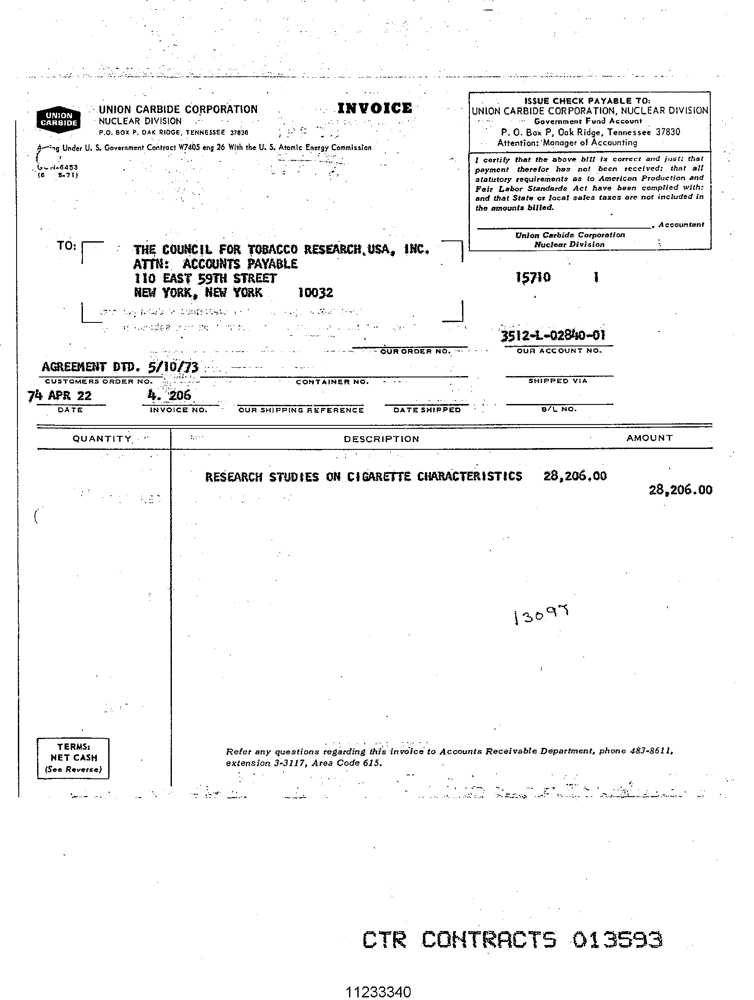 UNION CARBIDE
UNION CARBIDE CORPORATION
NUCLEAR DIVISION
P.O. BOX P, OAK RIDGE, TENNESSEE 37830
INVOICE
ISSUE CHECK PAYABLE TO:
UNION CARBIDE CORPORATION, NUCLEAR DIVISION
Government Fund Account
P. O. Box P, Oak Ridge, Tennessee 37830
Attention: Manager of Accounting
Under U. S. Government Contract W7405 eng 26 With the U. S. Atomic Energy Commission
I certify that the above bill is correct and just; that
payment therefor has not been received; that all
statutory requirements as to American Production and
Fair Labor Standards Act have been complied with;
and that State or local sales taxes are not included in
the amounts billed.
, Accountant
Union Carbide Corporation
Nuclear Division
TO:
THE COUNCIL FOR TOBACCO RESEARCH, USA, INC.
ATTN: ACCOUNTS PAYABLE
110 EAST 59TH STREET
NEW YORK, NEW YORK 10032
15710 1
3512-L-02840-01
OUR ORDER NO. OUR ACCOUNT NO.
AGREEMENT DTD. 5/10/73
CUSTOMERS ORDER NO. CONTAINER NO. SHIPPED VIA
74 APR 22 4. 206
DATE INVOICE NO. OUR SHIPPING REFERENCE DATE SHIPPED B/L NO.
QUANTITY DESCRIPTION AMOUNT
RESEARCH STUDIES ON CIGARETTE CHARACTERISTICS 28,206.00
28,206.00
TERMS:
NET CASH
(See Reverse)
Refer any questions regarding this invoice to Accounts Receivable Department, phone 483-8611,
extension 3-3117, Area Code 615.
CTR CONTRACTS 013593
11233340